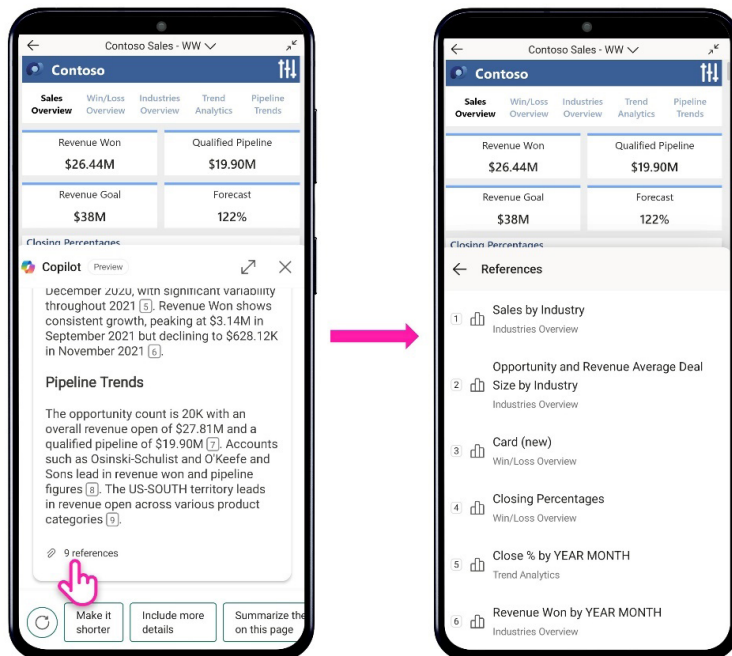 Contoso Sales - WW
Contoso
Sales Overview
Win/Loss Overview
Industries Overview
Trend Analytics
Pipeline Trends
Revenue Won
$26.44M
Qualified Pipeline
$19.90M
Revenue Goal
$38M
Forecast
122%
Closing Percentages
Copilot Preview
December 2020, with significant variability
throughout 2021 5. Revenue Won shows
consistent growth, peaking at $3.14M in
September 2021 but declining to $628.12K
in November 2021 6.
Pipeline Trends
The opportunity count is 20K with an
overall revenue open of $27.81M and a
qualified pipeline of $19.90M 7. Accounts
such as Osinski-Schulist and O'Keefe and
Sons lead in revenue won and pipeline
figures 8. The US-SOUTH territory leads
in revenue open across various product
categories 9.
9 references
Make it
shorter
Include more
details
Summarize the
on this page
Contoso Sales - WW
Contoso
Sales Overview
Win/Loss Overview
Industries Overview
Trend Analytics
Pipeline Trends
Revenue Won
$26.44M
Qualified Pipeline
$19.90M
Revenue Goal
$38M
Forecast
122%
Closing Percentages
References
1 Sales by Industry
Industries Overview
2 Opportunity and Revenue Average Deal
Size by Industry
Industries Overview
3 Card (new)
Win/Loss Overview
4 Closing Percentages
Win/Loss Overview
5 Close % by YEAR MONTH
Trend Analytics
6 Revenue Won by YEAR MONTH
Industries Overview